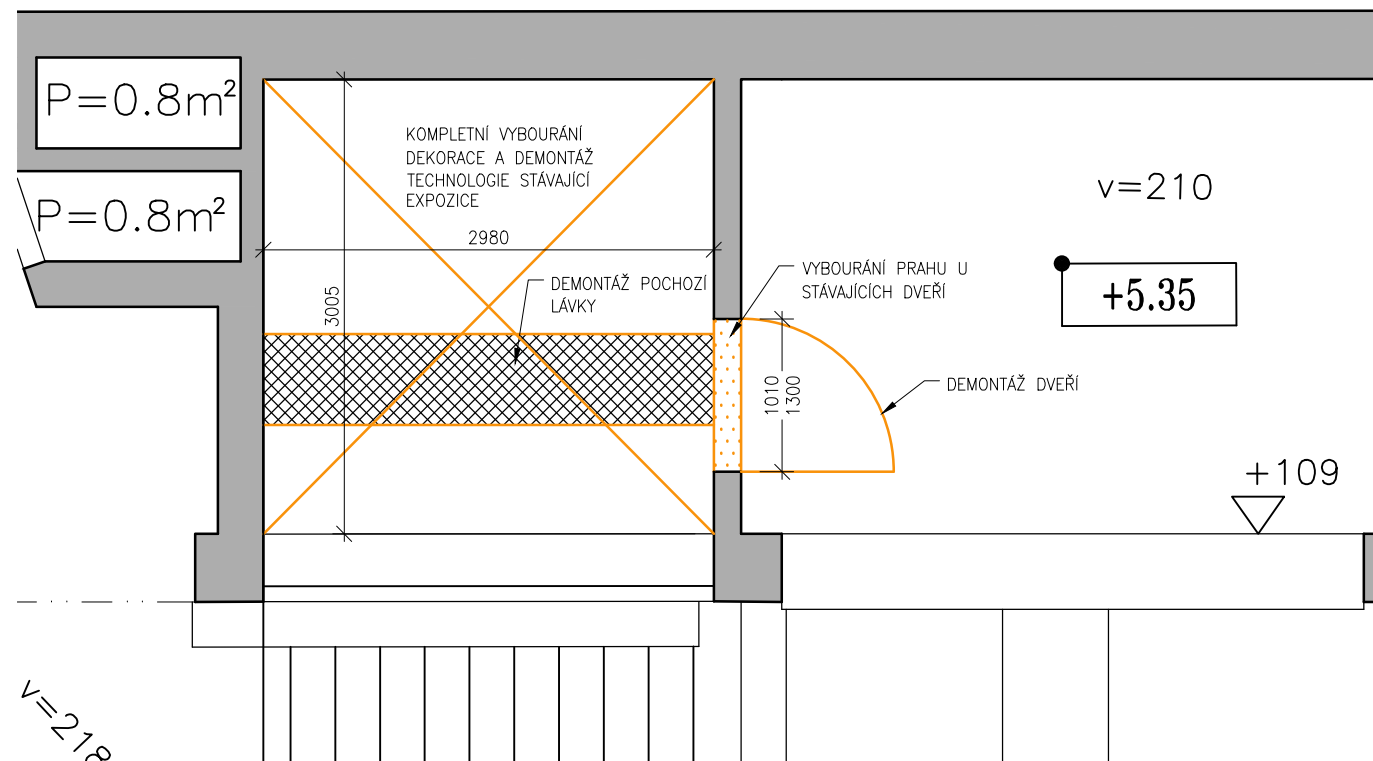 P=0.8m²
P=0.8m²
KOMPLETNÍ VYBOURÁNÍ
DEKORACE A DEMONTÁŽ
TECHNOLOGIE STÁVAJÍCÍ
EXPOZICE
2980
3005
DEMONTÁŽ POCHOZÍ
LÁVKY
VYBOURÁNÍ PRAHU U
STÁVAJÍCÍCH DVEŘÍ
v=210
+5.35
1010
1300
DEMONTÁŽ DVEŘÍ
+109
v=218